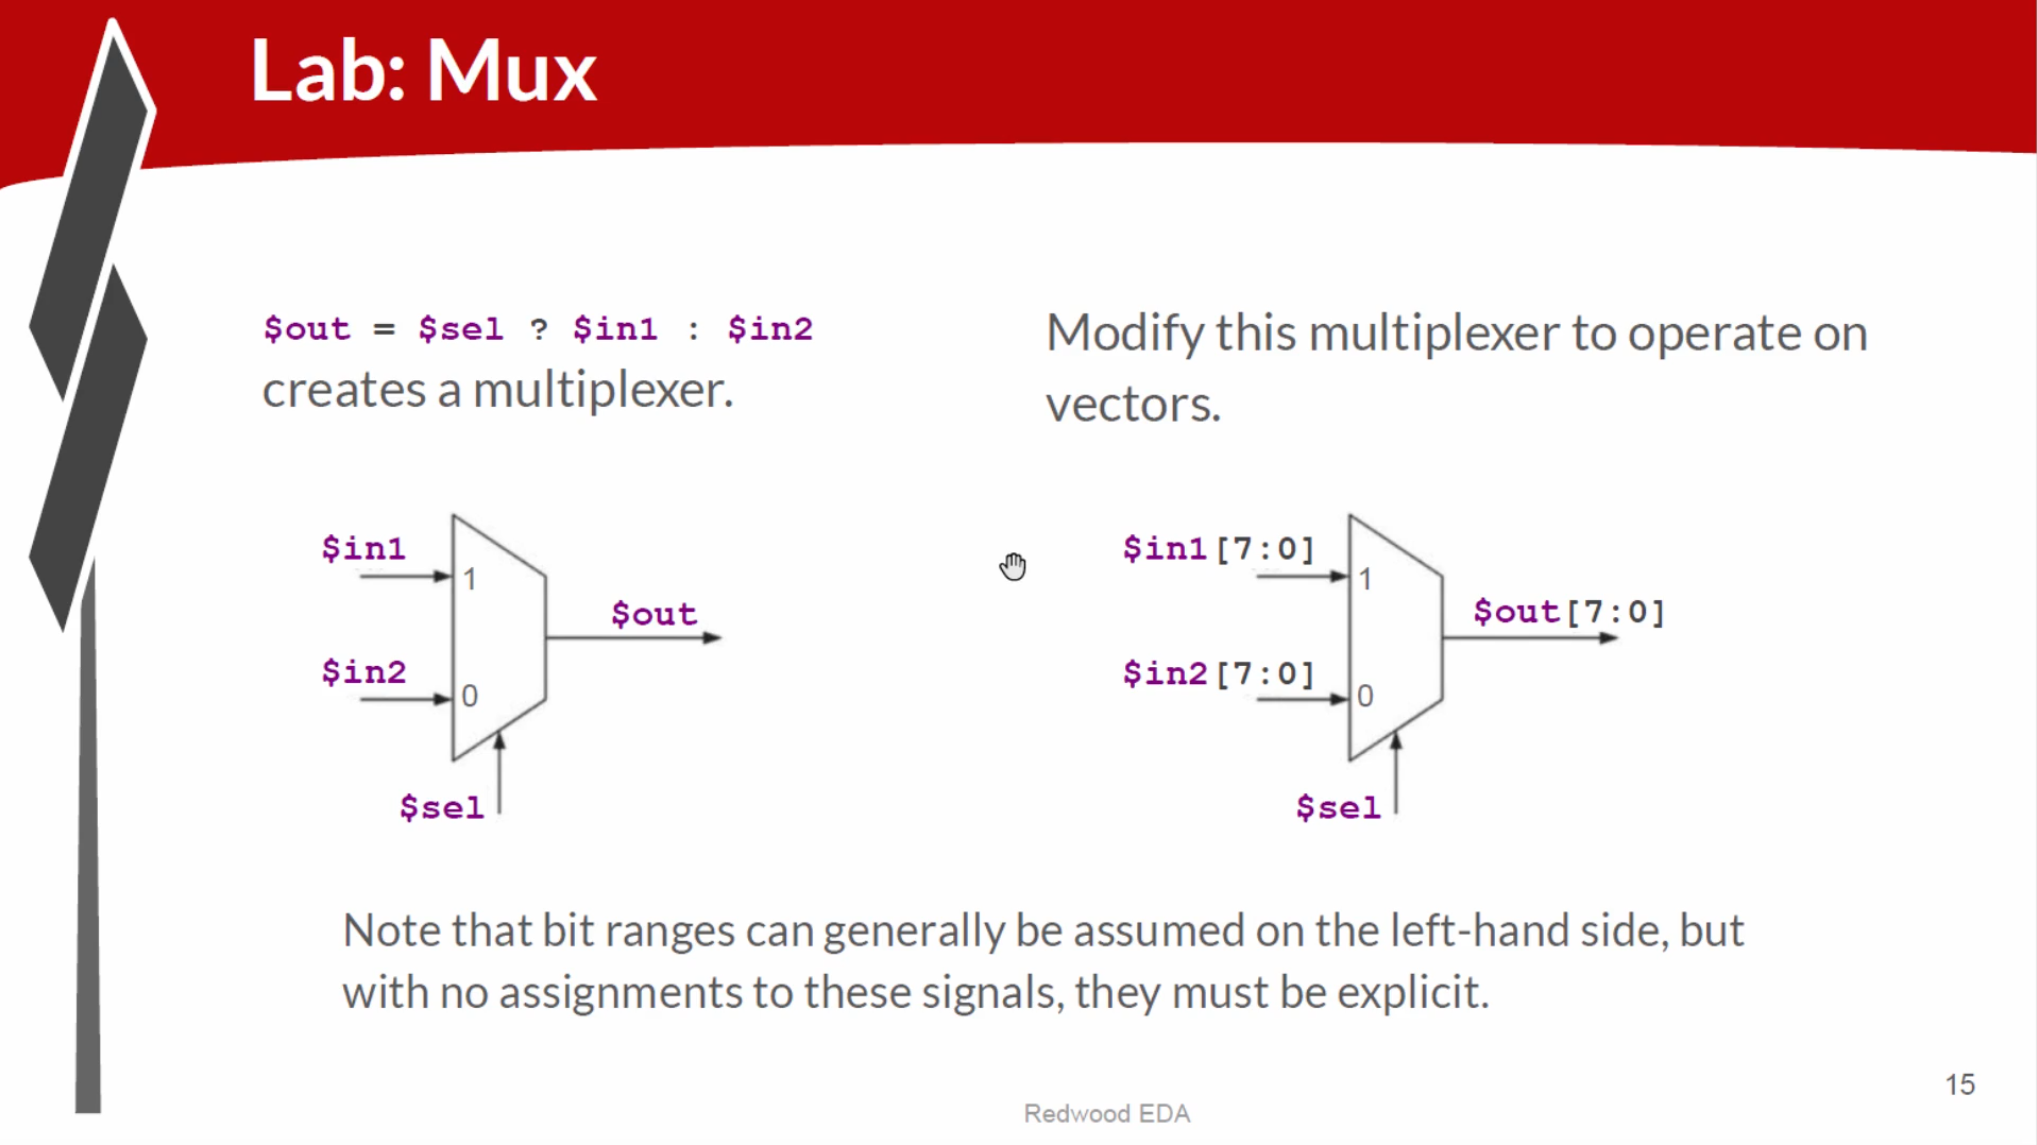 Lab: Mux
$out = $sel ? $in1 : $in2
creates a multiplexer.
Modify this multiplexer to operate on
vectors.
$in1
1
$out
$in2
0
$sel
$in1[7:0]
1
$out[7:0]
$in2[7:0]
0
$sel
Note that bit ranges can generally be assumed on the left-hand side, but
with no assignments to these signals, they must be explicit.
15
Redwood EDA